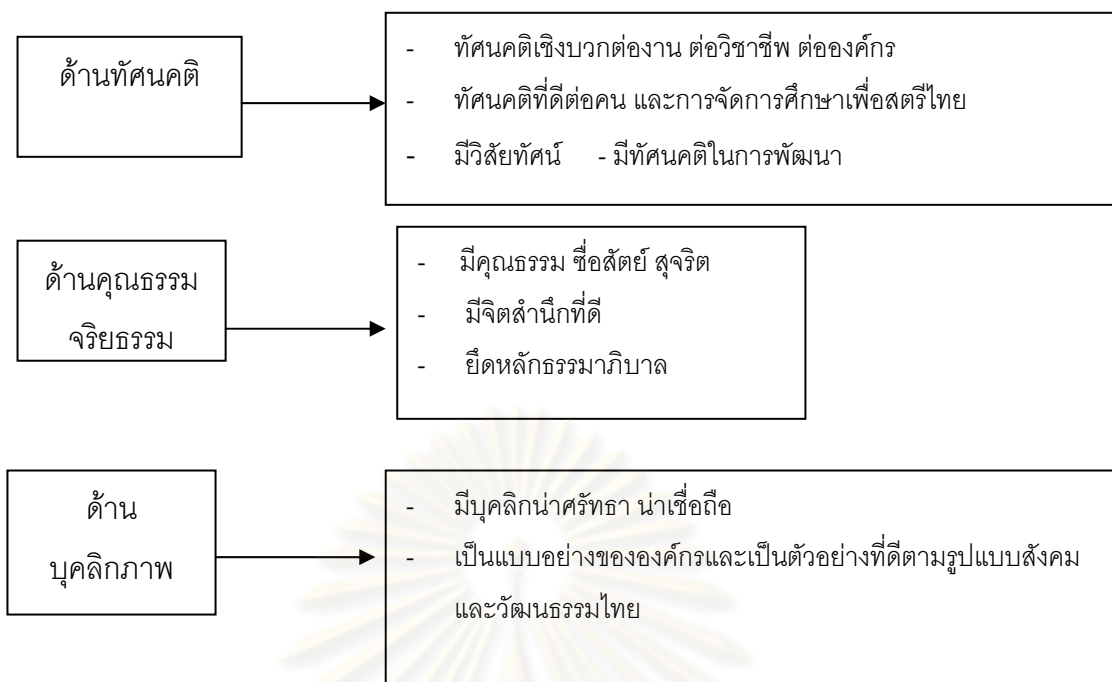 ด้านทัศนคติ
- ทัศนคติเชิงบวกต่องาน ต่อวิชาชีพ ต่อองค์กร
- ทัศนคติที่ดีต่อคน และการจัดการศึกษาเพื่อสตรีไทย
- มีวิสัยทัศน์ - มีทัศนคติในการพัฒนา
ด้านคุณธรรม
จริยธรรม
- มีคุณธรรม ซื่อสัตย์ สุจริต
- มีจิตสำนึกที่ดี
- ยึดหลักธรรมาภิบาล
ด้าน
บุคลิกภาพ
- มีบุคลิกน่าศรัทธา น่าเชื่อถือ
- เป็นแบบอย่างขององค์กรและเป็นตัวอย่างที่ดีตามรูปแบบสังคม
และวัฒนธรรมไทย